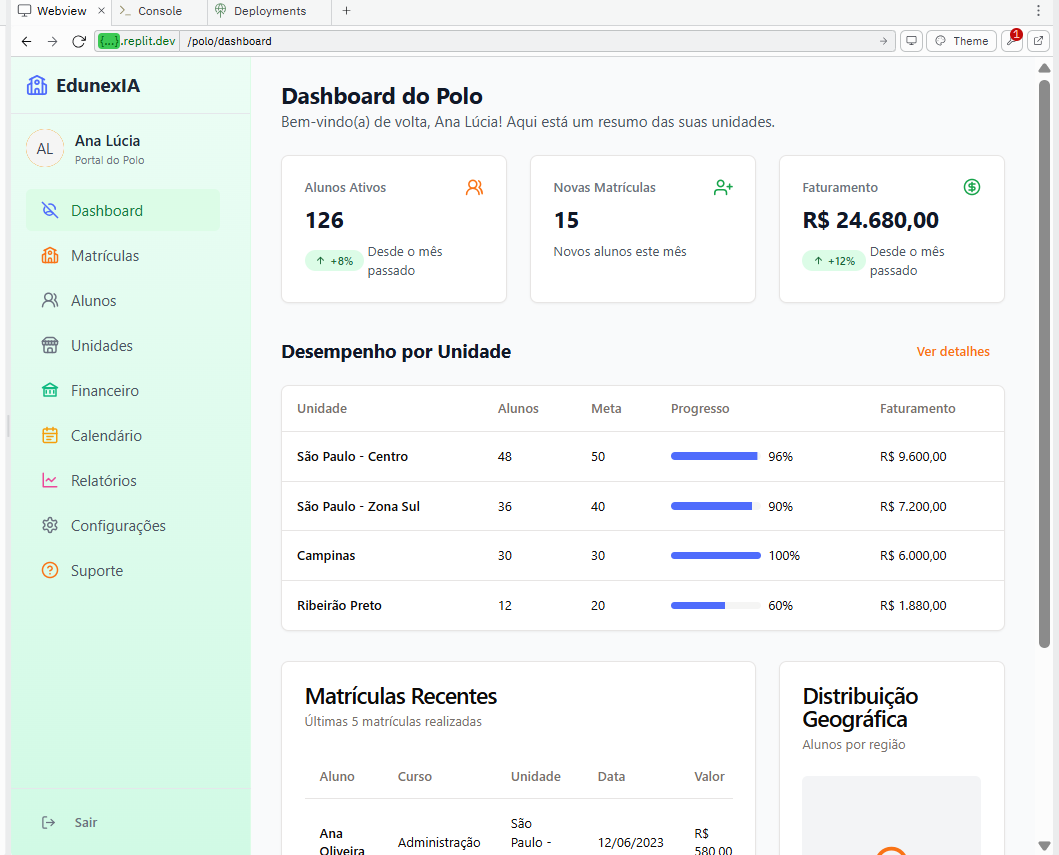 Webview
Console
Deployments
{...}.replit.dev /polo/dashboard
Theme
1
EdunexIA
AL
Ana Lúcia
Portal do Polo
Dashboard
Matrículas
Alunos
Unidades
Financeiro
Calendário
Relatórios
Configurações
Suporte
Sair
Dashboard do Polo
Bem-vindo(a) de volta, Ana Lúcia! Aqui está um resumo das suas unidades.
Alunos Ativos
126
+8% Desde o mês
passado
Novas Matrículas
15
Novos alunos este mês
Faturamento
R$ 24.680,00
+12% Desde o mês
passado
Desempenho por Unidade
Ver detalhes
Unidade Alunos Meta Progresso Faturamento
São Paulo - Centro 48 50 96% R$ 9.600,00
São Paulo - Zona Sul 36 40 90% R$ 7.200,00
Campinas 30 30 100% R$ 6.000,00
Ribeirão Preto 12 20 60% R$ 1.880,00
Matrículas Recentes
Últimas 5 matrículas realizadas
Aluno Curso Unidade Data Valor
Ana
Oliveira
Administração
São
Paulo -
12/06/2023
R$
580,00
Distribuição
Geográfica
Alunos por região